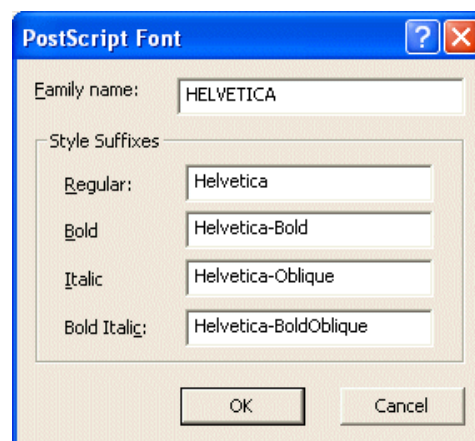 PostScript Font
Family name: HELVETICA
Style Suffixes
Regular: Helvetica
Bold Helvetica-Bold
Italic Helvetica-Oblique
Bold Italic: Helvetica-BoldOblique
OK Cancel